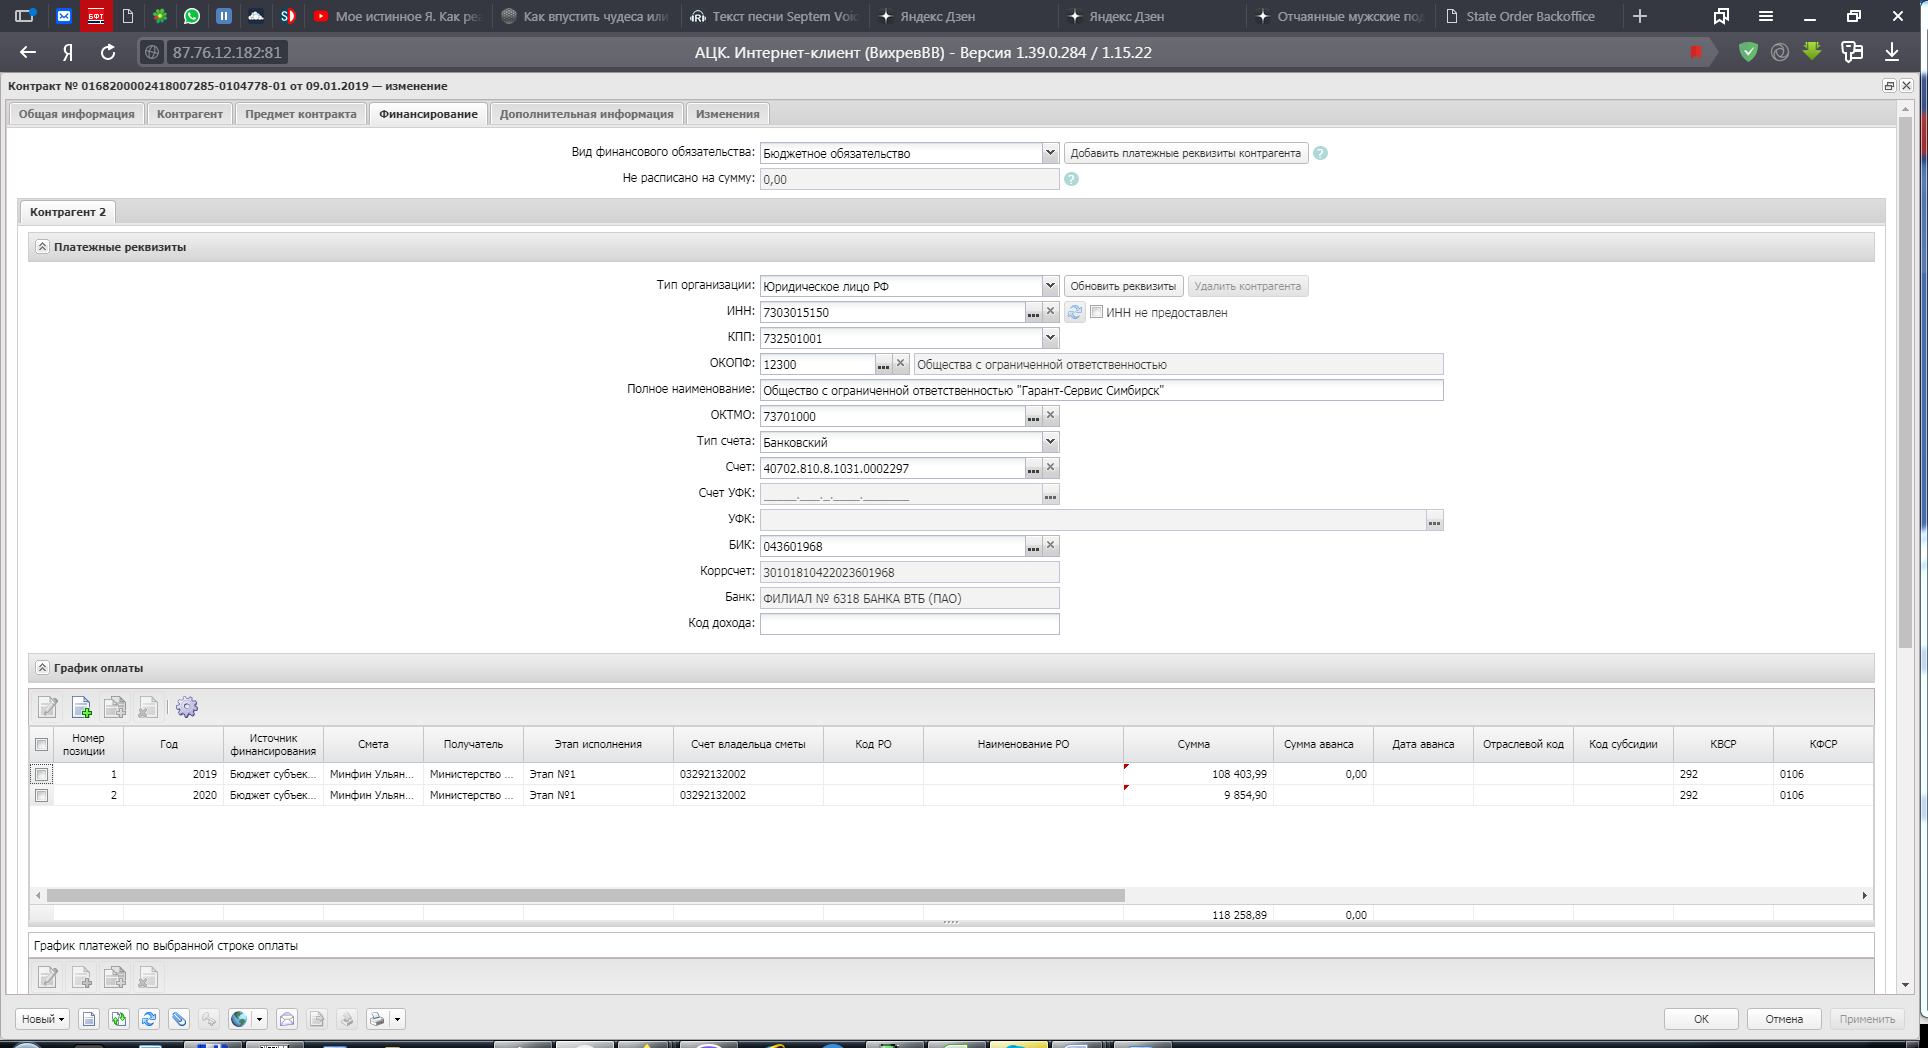 БФТ
Мое истинное Я. Как реа
Как впустить чудеса или
Текст песни Septem Voic
Яндекс Дзен
Яндекс Дзен
Отчаянные мужские под
State Order Backoffice
Я
87.76.12.182:81
АЦК. Интернет-клиент (ВихревВВ) - Версия 1.39.0.284 / 1.15.22
Контракт № 0168200002418007285-0104778-01 от 09.01.2019 — изменение
Общая информация
Контрагент
Предмет контракта
Финансирование
Дополнительная информация
Изменения
Вид финансового обязательства: Бюджетное обязательство
Добавить платежные реквизиты контрагента
?
Не расписано на сумму: 0,00
?
Контрагент 2
Платежные реквизиты
Тип организации: Юридическое лицо РФ
Обновить реквизиты
Удалить контрагента
ИНН: 7303015150
ИНН не предоставлен
КПП: 732501001
ОКОПФ: 12300
Общества с ограниченной ответственностью
Полное наименование: Общество с ограниченной ответственностью "Гарант-Сервис Симбирск"
ОКТМО: 73701000
Тип счета: Банковский
Счет: 40702.810.8.1031.0002297
Счет УФК: _____.___._.____._______
УФК:
БИК: 043601968
Коррсчет: 30101810422023601968
Банк: ФИЛИАЛ № 6318 БАНКА ВТБ (ПАО)
Код дохода:
График оплаты
Номер позиции Год Источник финансирования Смета Получатель Этап исполнения Счет владельца сметы Код РО Наименование РО Сумма Сумма аванса Дата аванса Отраслевой код Код субсидии КВСР КФСР
1 2019 Бюджет субъек... Минфин Ульян... Министерство ... Этап №1 03292132002 108 403,99 0,00 292 0106
2 2020 Бюджет субъек... Минфин Ульян... Министерство ... Этап №1 03292132002 9 854,90 292 0106
118 258,89 0,00
График платежей по выбранной строке оплаты
Новый
ОК
Отмена
Применить